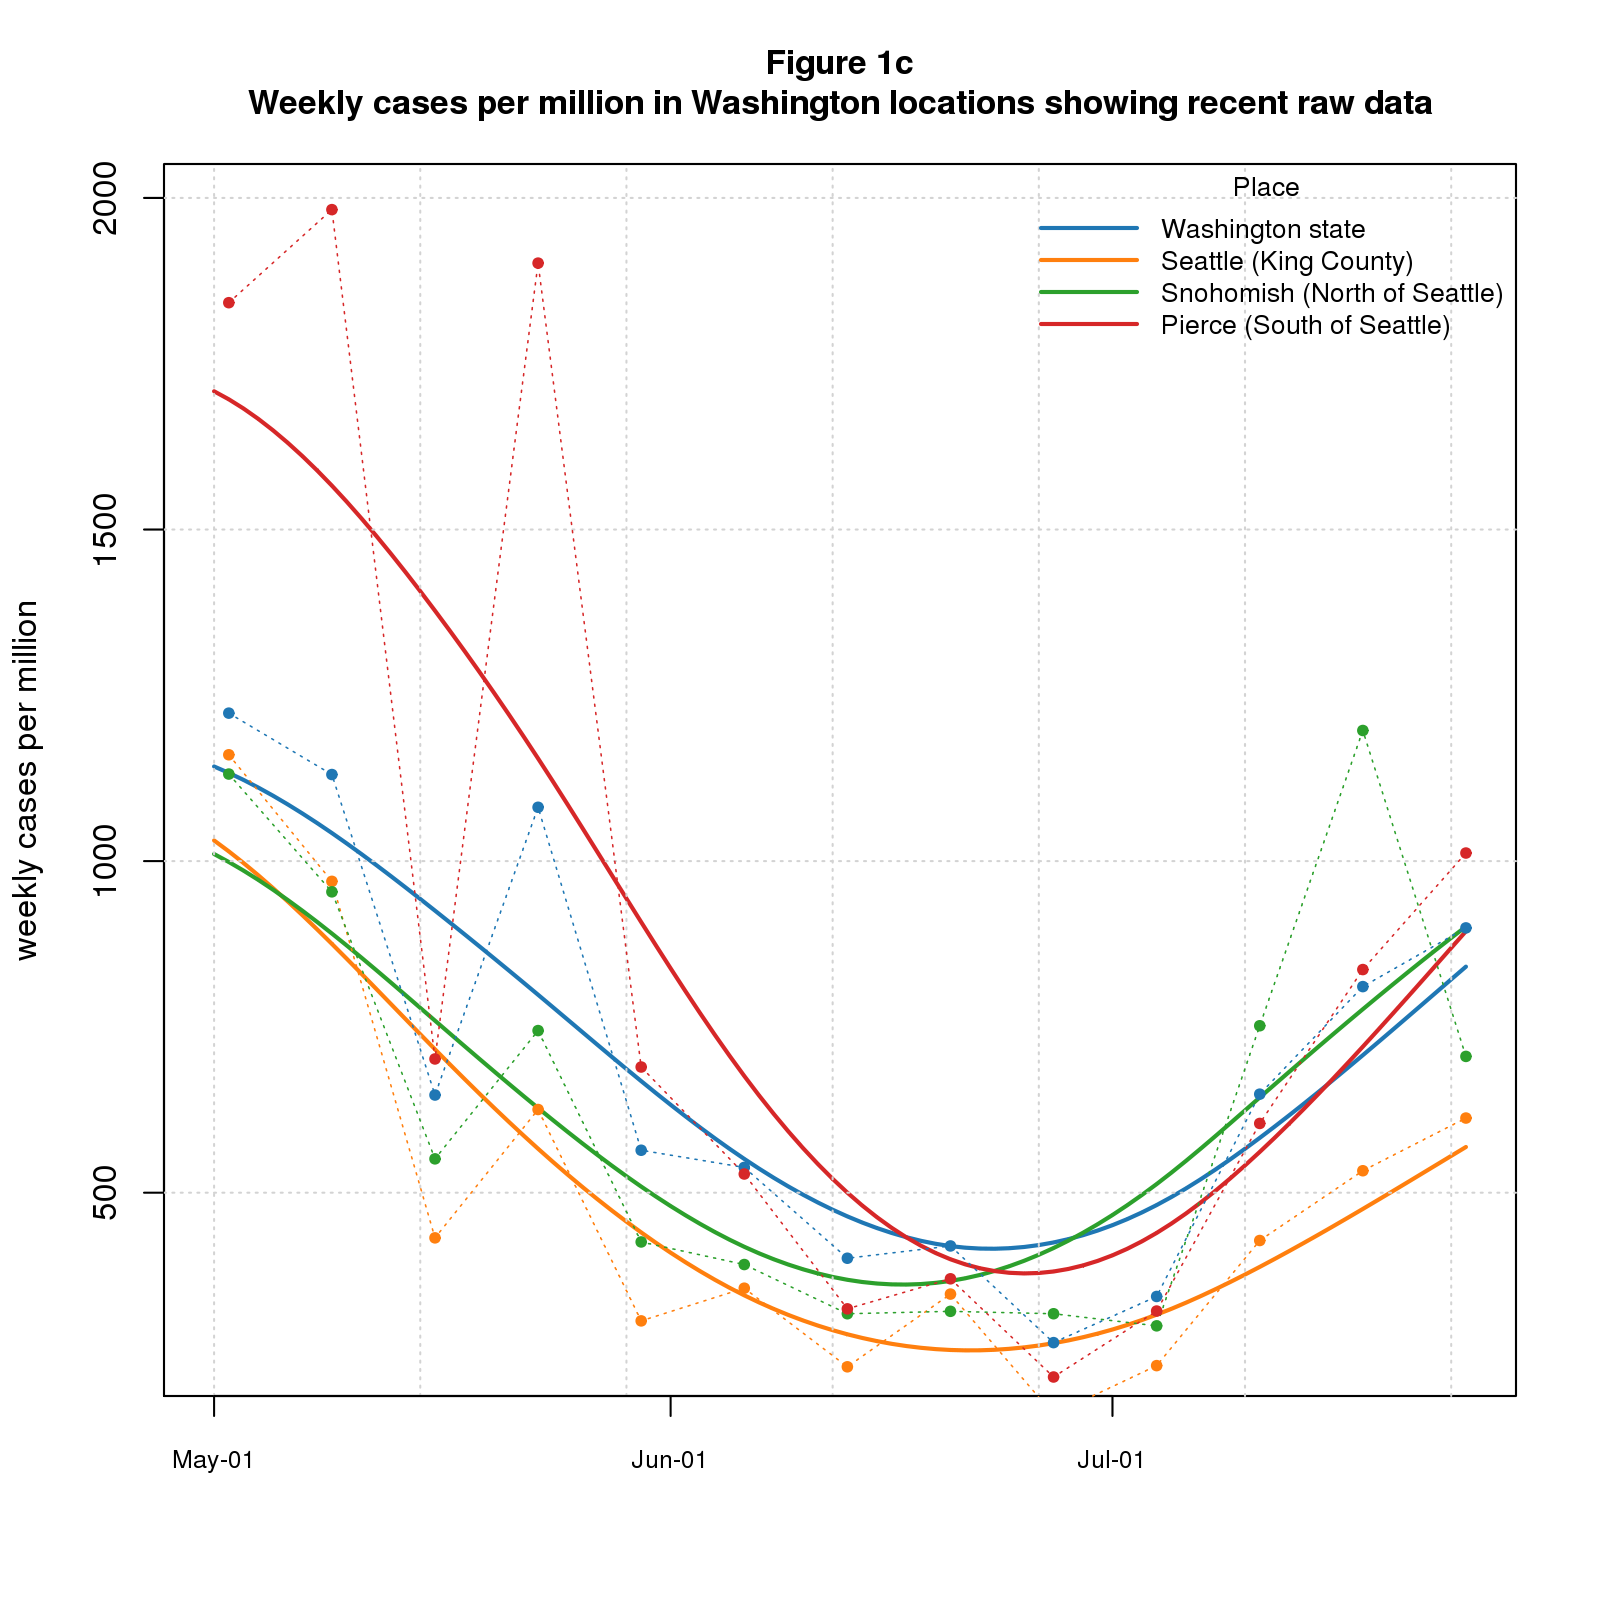 Figure 1c
Weekly cases per million in Washington locations showing recent raw data
Place
Washington state
Seattle (King County)
Snohomish (North of Seattle)
Pierce (South of Seattle)
weekly cases per million
2000
1500
1000
500
May-01
Jun-01
Jul-01